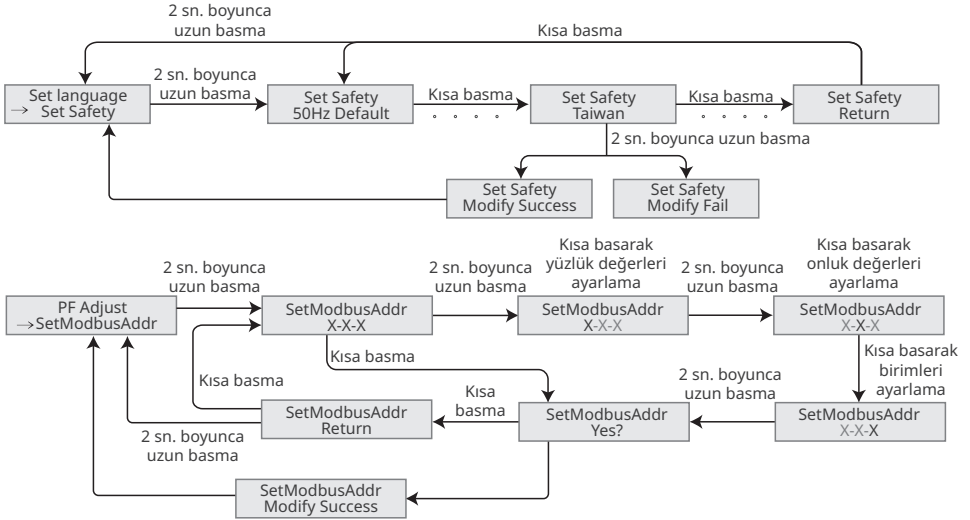 2 sn. boyunca
uzun basma
Kısa basma
Set language
→ Set Safety
2 sn. boyunca
uzun basma
Set Safety
50Hz Default
Kısa basma
Set Safety
Taiwan
Kısa basma
Set Safety
Return
2 sn. boyunca uzun basma
Set Safety
Modify Success
Set Safety
Modify Fail
PF Adjust
→SetModbusAddr
2 sn. boyunca
uzun basma
SetModbusAddr
X-X-X
2 sn. boyunca
uzun basma
Kısa basarak
yüzlük değerleri
ayarlama
SetModbusAddr
X-X-X
2 sn. boyunca
uzun basma
Kısa basarak
onluk değerleri
ayarlama
SetModbusAddr
X-X-X
Kısa basma
Kısa basarak
birimleri
ayarlama
Kısa basma
SetModbusAddr
Return
Kısa
basma
SetModbusAddr
Yes?
2 sn. boyunca
uzun basma
SetModbusAddr
X-X-X
2 sn. boyunca
uzun basma
SetModbusAddr
Modify Success